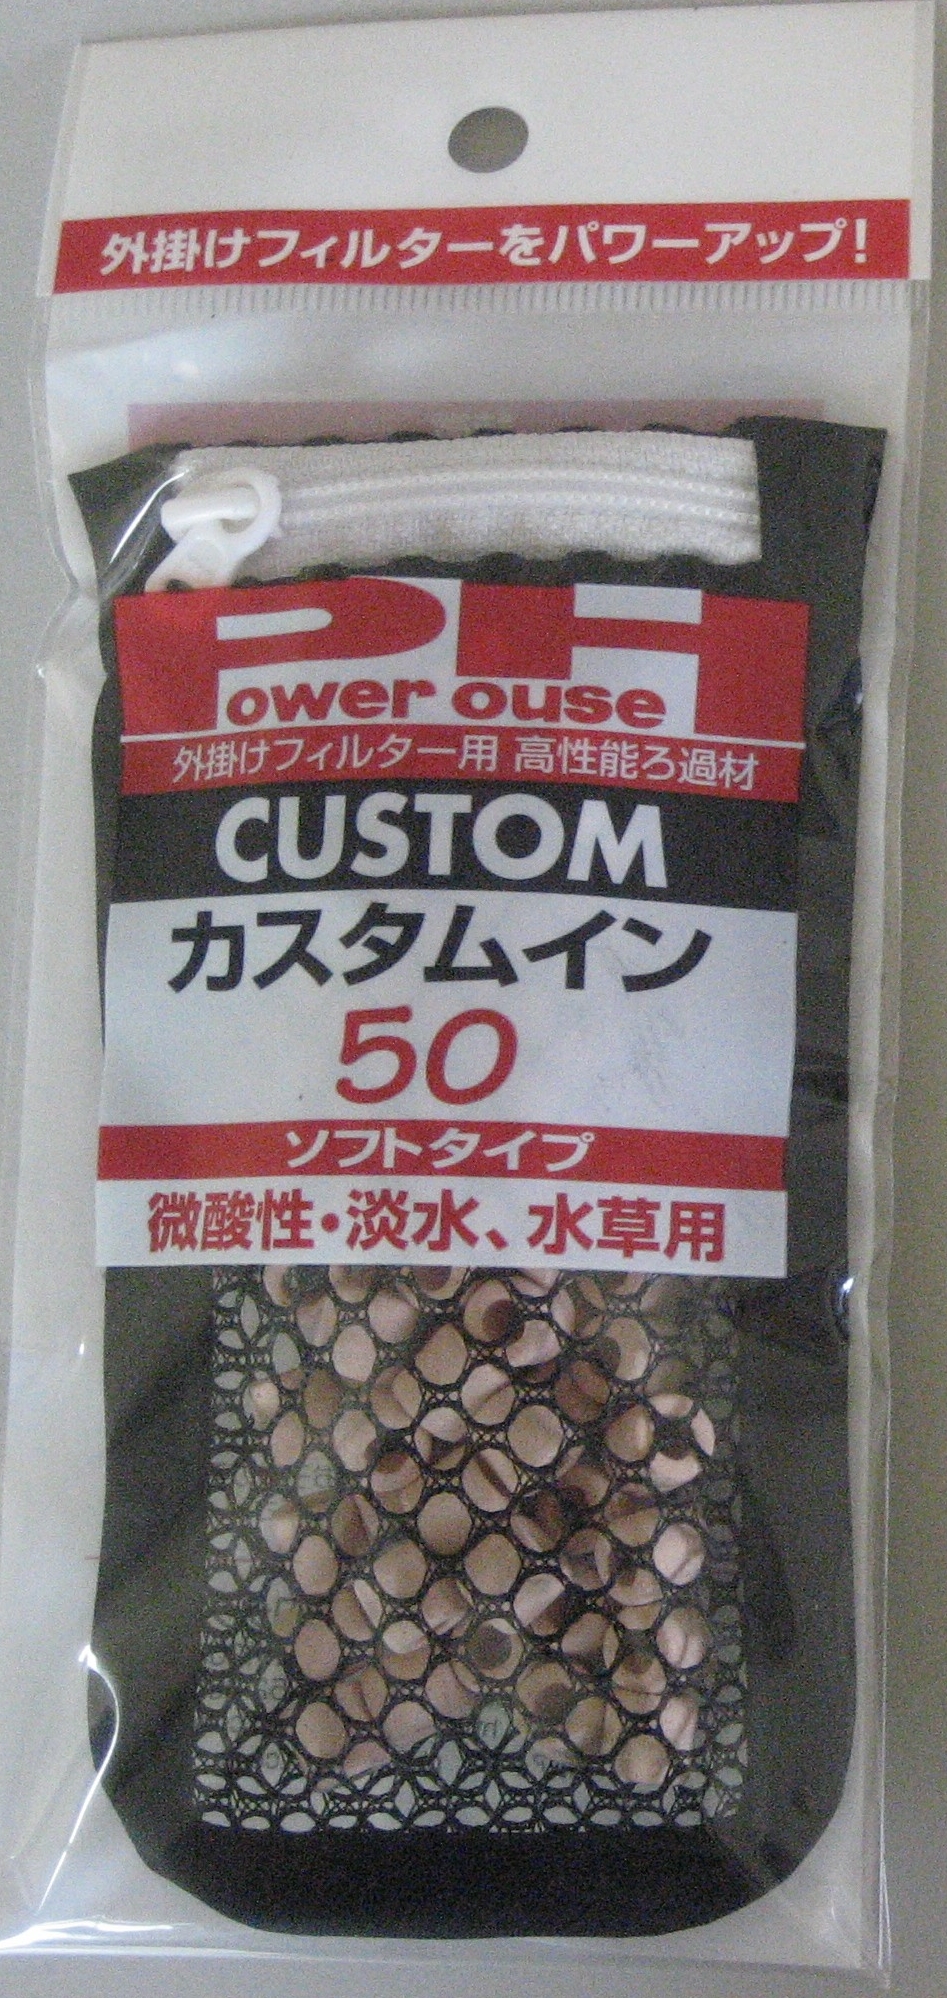 外掛けフィルターをパワーアップ!
Power House
外掛けフィルター用 高性能ろ過材
CUSTOM
カスタムイン
50
ソフトタイプ
微酸性・淡水、水草用